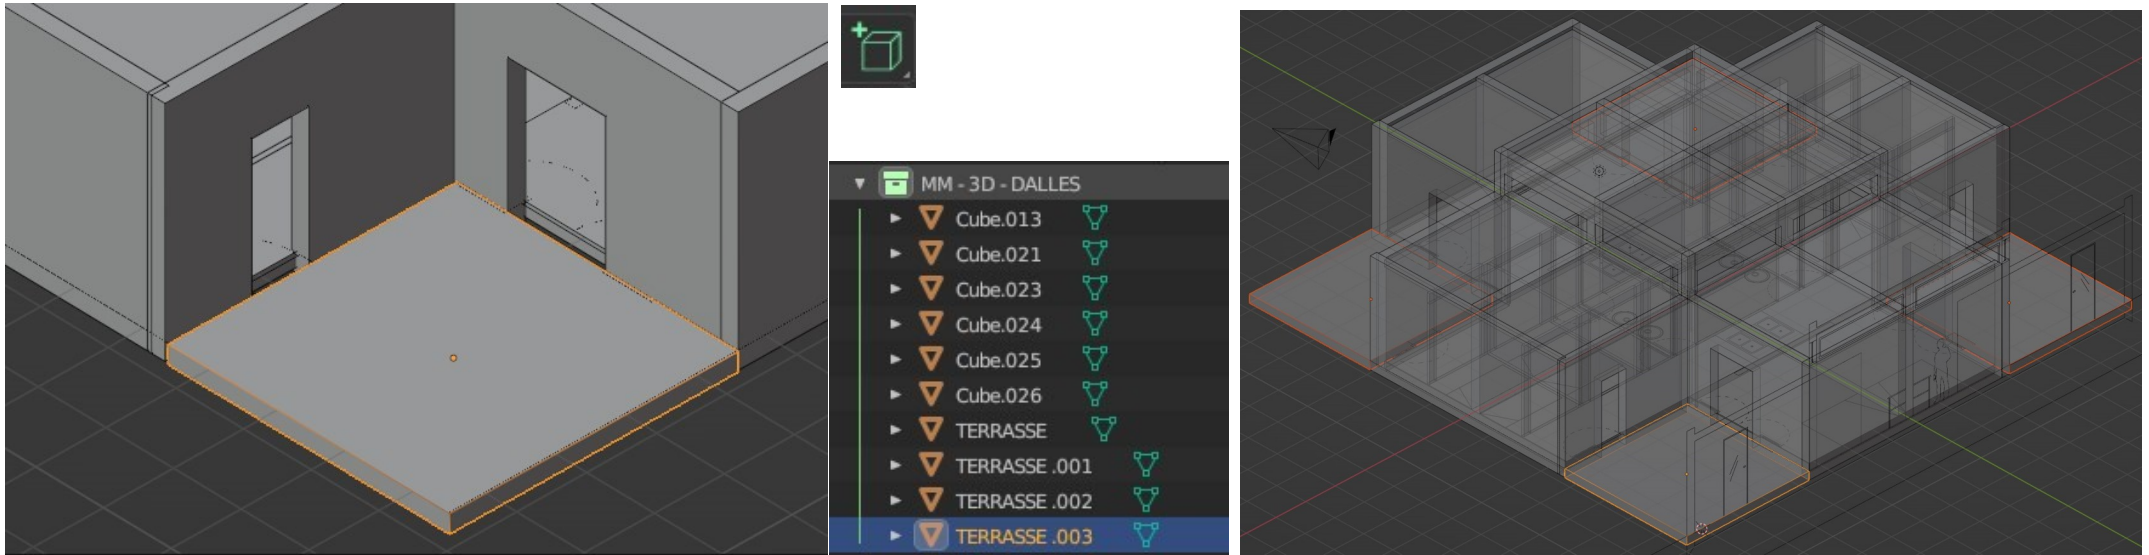 MM - 3D - DALLES
Cube.013
Cube.021
Cube.023
Cube.024
Cube.025
Cube.026
TERRASSE
TERRASSE .001
TERRASSE .002
TERRASSE .003